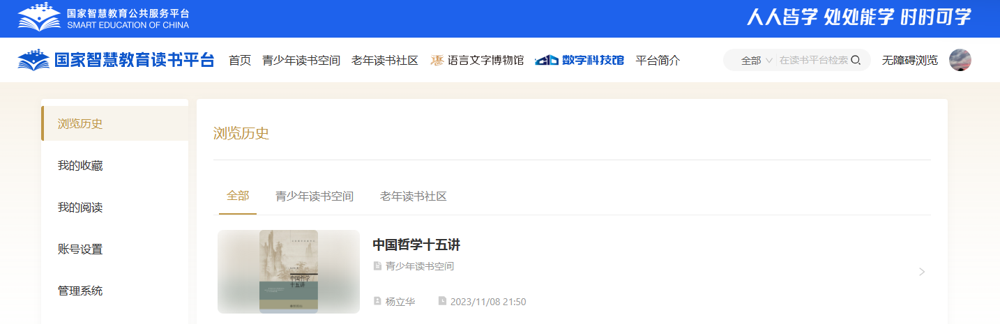 国家智慧教育公共服务平台
SMART EDUCATION OF CHINA
人人皆学 处处能学 时时可学
国家智慧教育读书平台 首页 青少年读书空间 老年读书社区 语言文字博物馆 数字科技馆 平台简介 全部 在读书平台检索 无障碍浏览
浏览历史
我的收藏
我的阅读
账号设置
管理系统
浏览历史
全部 青少年读书空间 老年读书社区
中国哲学
十五讲
中国哲学十五讲
青少年读书空间
杨立华 2023/11/08 21:50